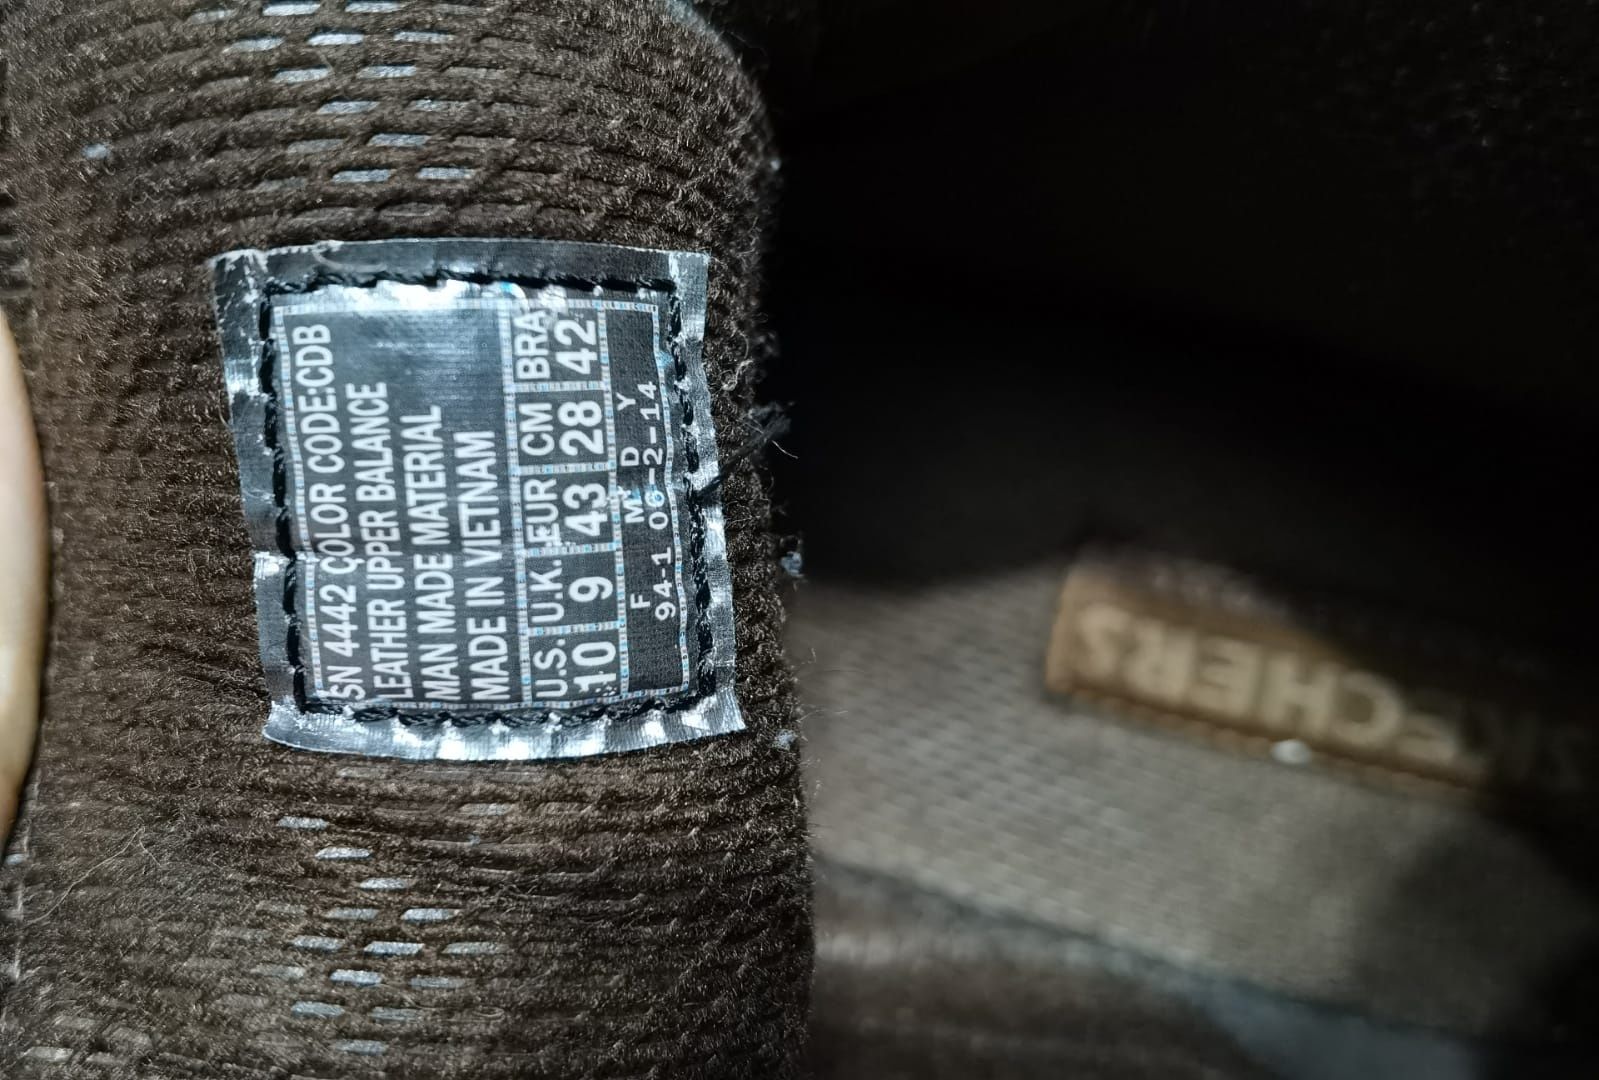 SN 4442 COLOR CODE:CDB
LEATHER UPPER BALANCE
MAN MADE MATERIAL
MADE IN VIETNAM
U.S. U.K. EUR CM BRA
10 9 43 28 42
F M D Y
94-1 06-2-14
SKECHERS